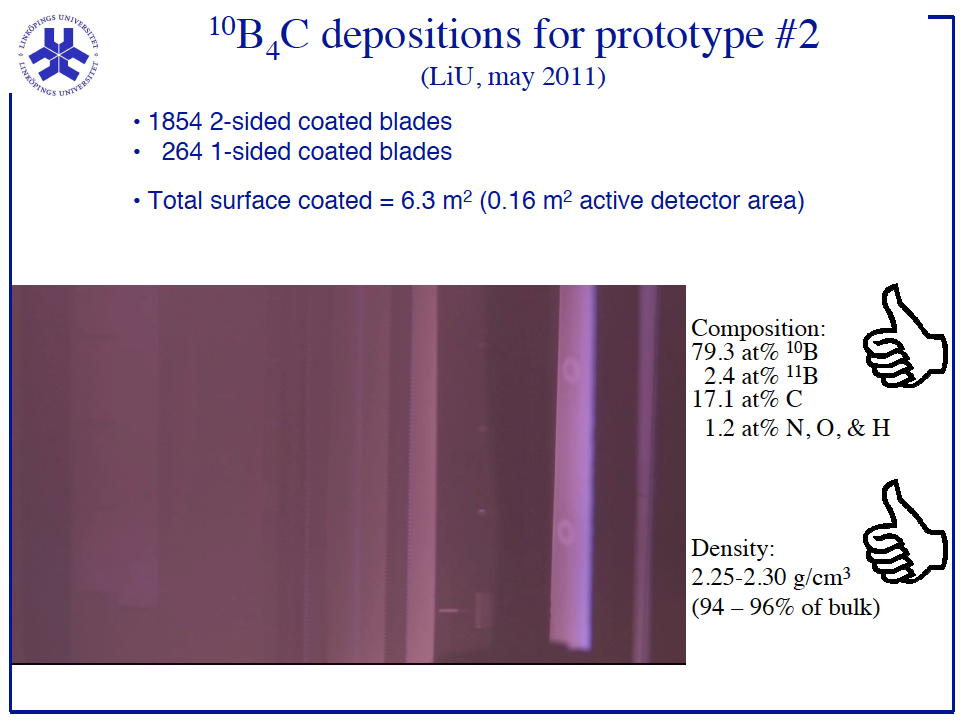 LINKÖPINGS UNIVERSITET
LINKÖPINGS UNIVERSITET
¹⁰B₄C depositions for prototype #2
(LiU, may 2011)
• 1854 2-sided coated blades
• 264 1-sided coated blades
• Total surface coated = 6.3 m² (0.16 m² active detector area)
Composition:
79.3 at% ¹⁰B
2.4 at% ¹¹B
17.1 at% C
1.2 at% N, O, & H
Density:
2.25-2.30 g/cm³
(94 – 96% of bulk)